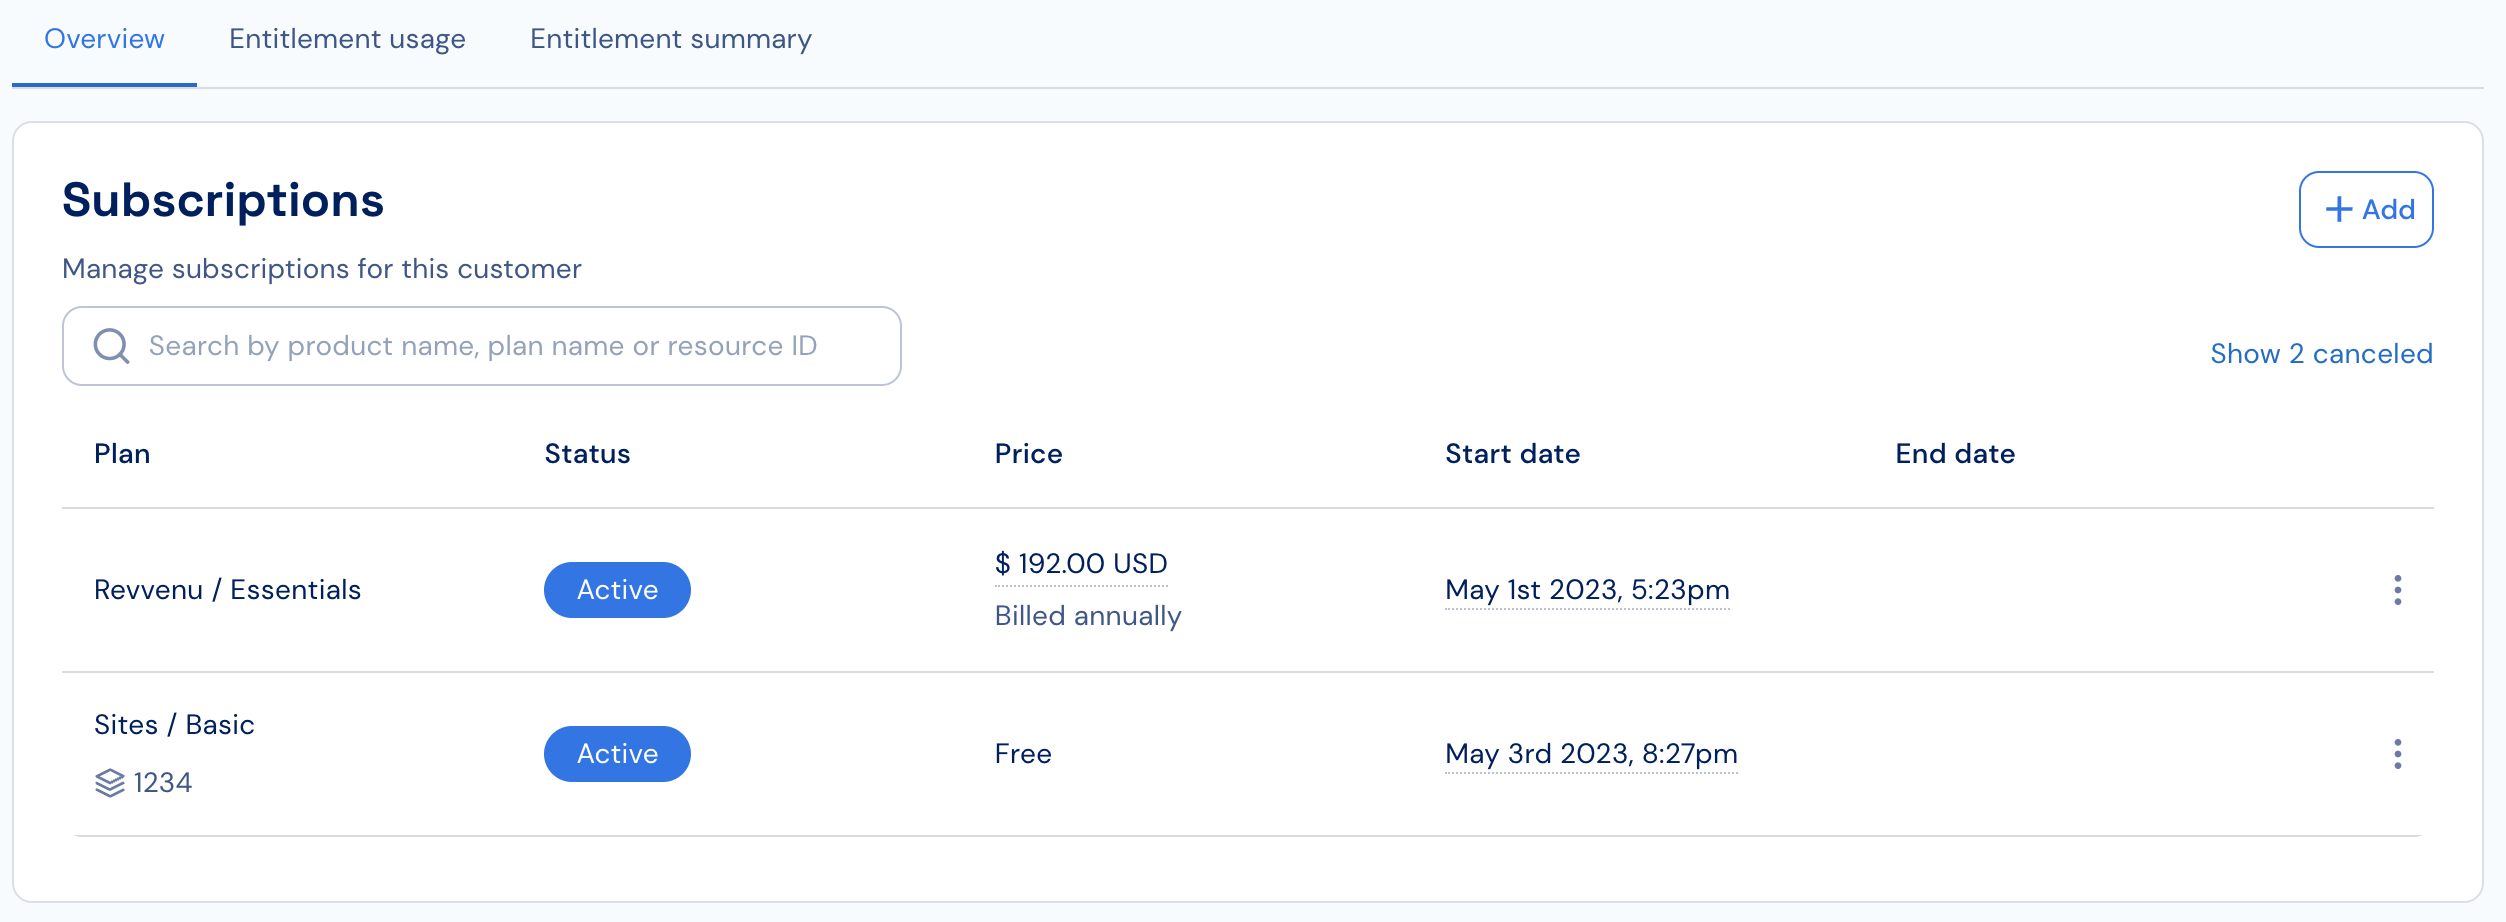 Overview Entitlement usage Entitlement summary
Subscriptions
+ Add
Manage subscriptions for this customer
Search by product name, plan name or resource ID
Show 2 canceled
Plan Status Price Start date End date
Revvenu / Essentials Active $ 192.00 USD May 1st 2023, 5:23pm
Billed annually
Sites / Basic Active Free May 3rd 2023, 8:27pm
1234